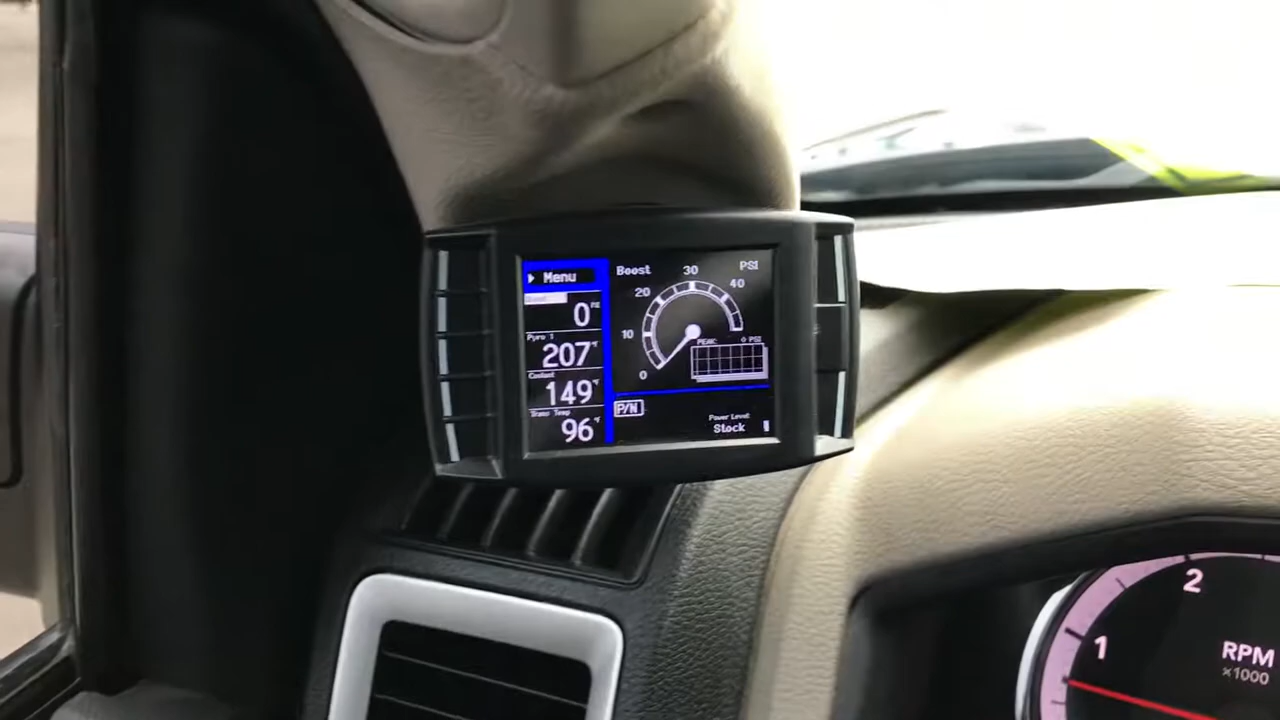 Menu
Boost
0 PSI
Pyro 1
207°F
Coolant
149°F
Trans Temp
96°F
Boost
PSI
0
10
20
30
40
PEAK: 0 PSI
P/N
Power Level
Stock
1
2
RPM
x1000